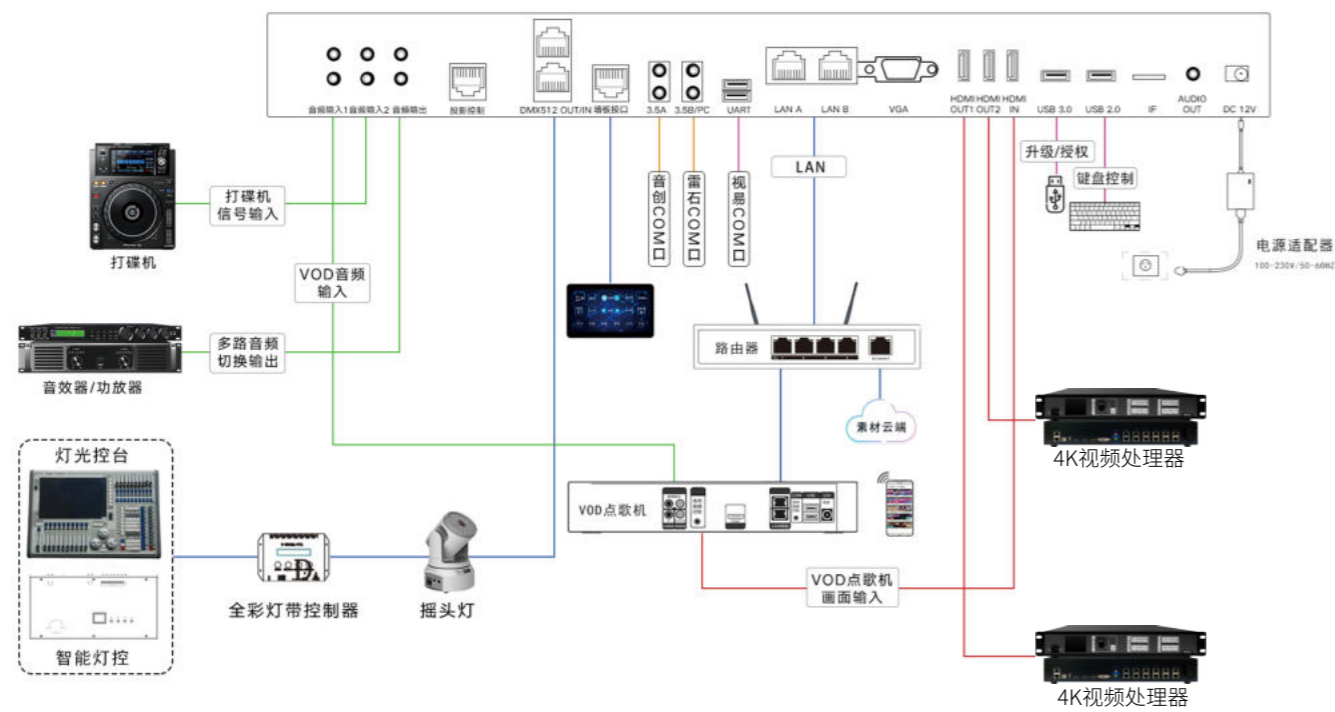 音频输入1 音频输入2 音频输出
投影控制
DMX512 OUT/IN
墙板接口
3.5A
3.5B/PC
UART
LAN A
LAN B
VGA
HDMI OUT1
HDMI OUT2
HDMI IN
USB 3.0
USB 2.0
IF
AUDIO OUT
DC 12V
打碟机
打碟机
信号输入
VOD音频
输入
音创COM口
雷石COM口
视易COM口
LAN
升级/授权
键盘控制
电源适配器
100-230V/50-60HZ
音效器/功放器
多路音频
切换输出
路由器
素材云端
4K视频处理器
灯光控台
智能灯控
全彩灯带控制器
摇头灯
VOD点歌机
VOD点歌机
画面输入
4K视频处理器